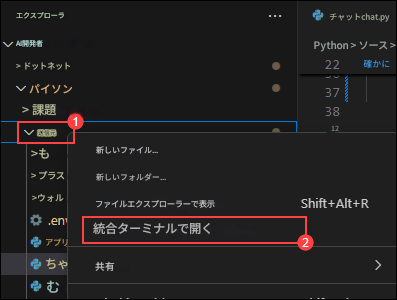 エクスプローラ
チャットchat.py
AI開発者
Python > ソース >
>ドットネット
22 確かに
パイソン
36
37
>課題
38
1
12
>も
新しいファイル...
>プラス
新しいフォルダー...
>ウォル
ファイルエクスプローラーで表示 Shift+Alt+R
.env
統合ターミナルで開く
2
アプリ
ちゃ
共有
む